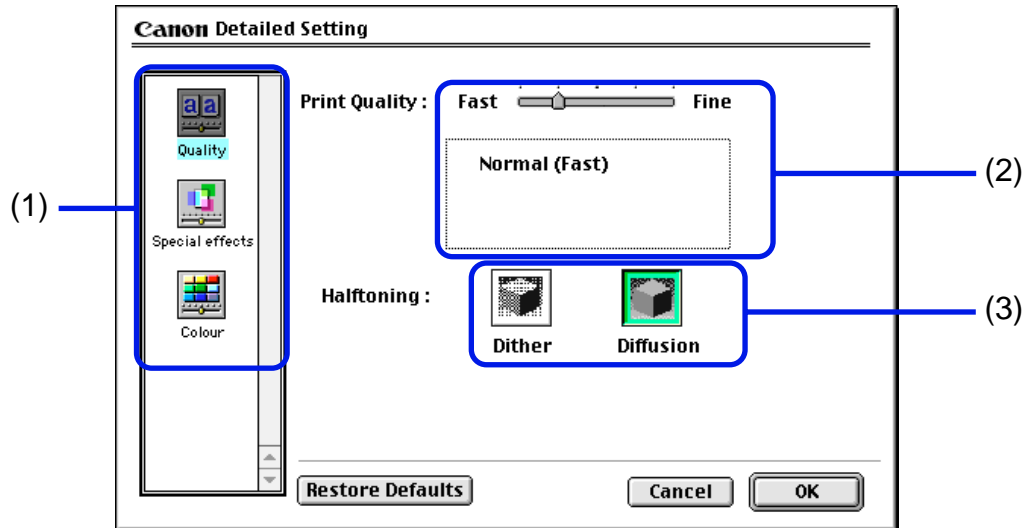 Canon Detailed Setting
Print Quality : Fast Fine
aa
Quality
Normal (Fast)
(2)
(1)
Special effects
Halftoning :
(3)
Colour
Dither Diffusion
Restore Defaults Cancel OK